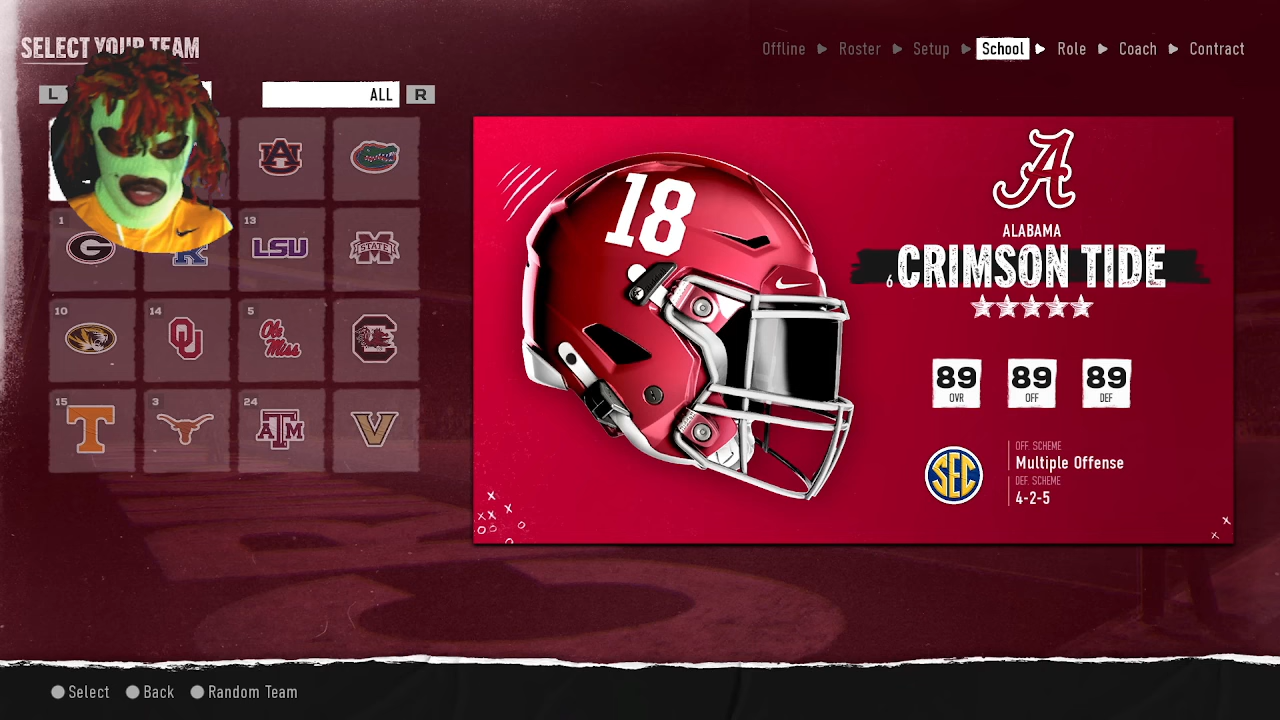 SELECT YOUR TEAM
Offline Roster Setup School Role Coach Contract
L ALL R
1 13
LSU
STATE
10 14 5
OU
Ole Miss
C
15 3 24
T
ATM
V
18
A
ALABAMA
6 CRIMSON TIDE
89 89 89
OVR OFF DEF
SEC
OFF. SCHEME
Multiple Offense
DEF. SCHEME
4-2-5
Select Back Random Team